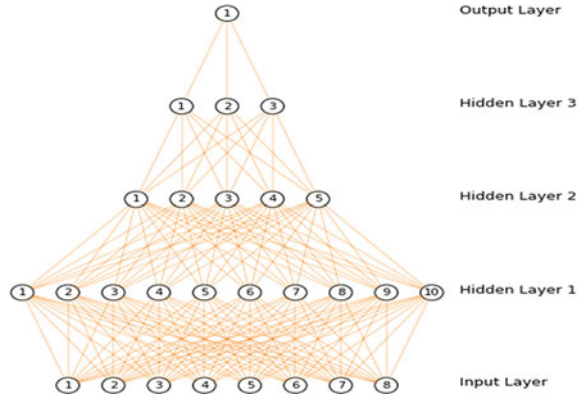 1 Output Layer
1 2 3 Hidden Layer 3
1 2 3 4 5 Hidden Layer 2
1 2 3 4 5 6 7 8 9 10 Hidden Layer 1
1 2 3 4 5 6 7 8 Input Layer